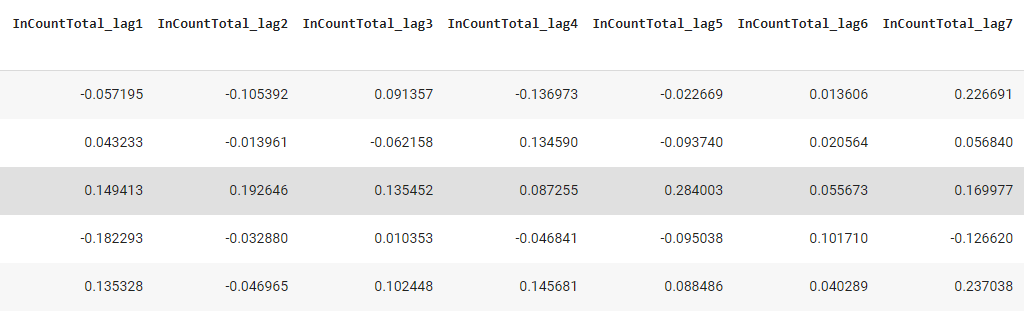 InCountTotal_lag1 InCountTotal_lag2 InCountTotal_lag3 InCountTotal_lag4 InCountTotal_lag5 InCountTotal_lag6 InCountTotal_lag7
-0.057195 -0.105392 0.091357 -0.136973 -0.022669 0.013606 0.226691
0.043233 -0.013961 -0.062158 0.134590 -0.093740 0.020564 0.056840
0.149413 0.192646 0.135452 0.087255 0.284003 0.055673 0.169977
-0.182293 -0.032880 0.010353 -0.046841 -0.095038 0.101710 -0.126620
0.135328 -0.046965 0.102448 0.145681 0.088486 0.040289 0.237038